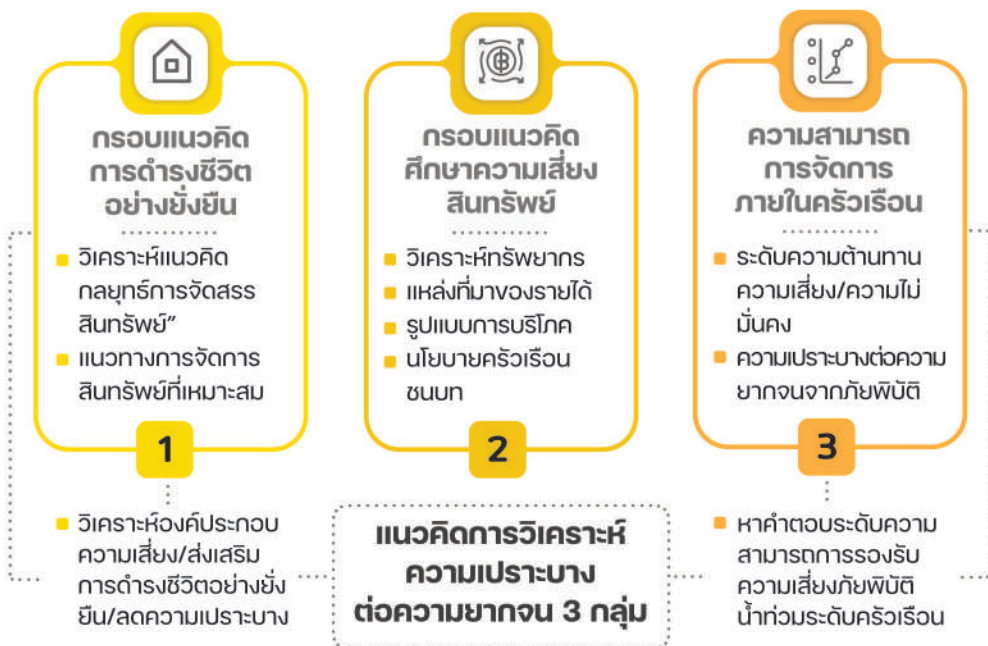 กรอบแนวคิด
การดำรงชีวิต
อย่างยั่งยืน
วิเคราะห์แนวคิด
กลยุทธ์การจัดสรร
สินทรัพย์”
แนวทางการจัดการ
สินทรัพย์ที่เหมาะสม
1
วิเคราะห์องค์ประกอบ
ความเสี่ยง/ส่งเสริม
การดำรงชีวิตอย่างยั่ง
ยืน/ลดความเปราะบาง
กรอบแนวคิด
ศึกษาความเสี่ยง
สินทรัพย์
วิเคราะห์ทรัพยากร
แหล่งที่มาของรายได้
รูปแบบการบริโภค
นโยบายครัวเรือน
ชนบท
2
แนวคิดการวิเคราะห์
ความเปราะบาง
ต่อความยากจน 3 กลุ่ม
ความสามารถ
การจัดการ
ภายในครัวเรือน
ระดับความต้านทาน
ความเสี่ยง/ความไม่
มั่นคง
ความเปราะบางต่อความ
ยากจนจากภัยพิบัติ
3
หาคำตอบระดับความ
สามารถการรองรับ
ความเสี่ยงภัยพิบัติ
น้ำท่วมระดับครัวเรือน